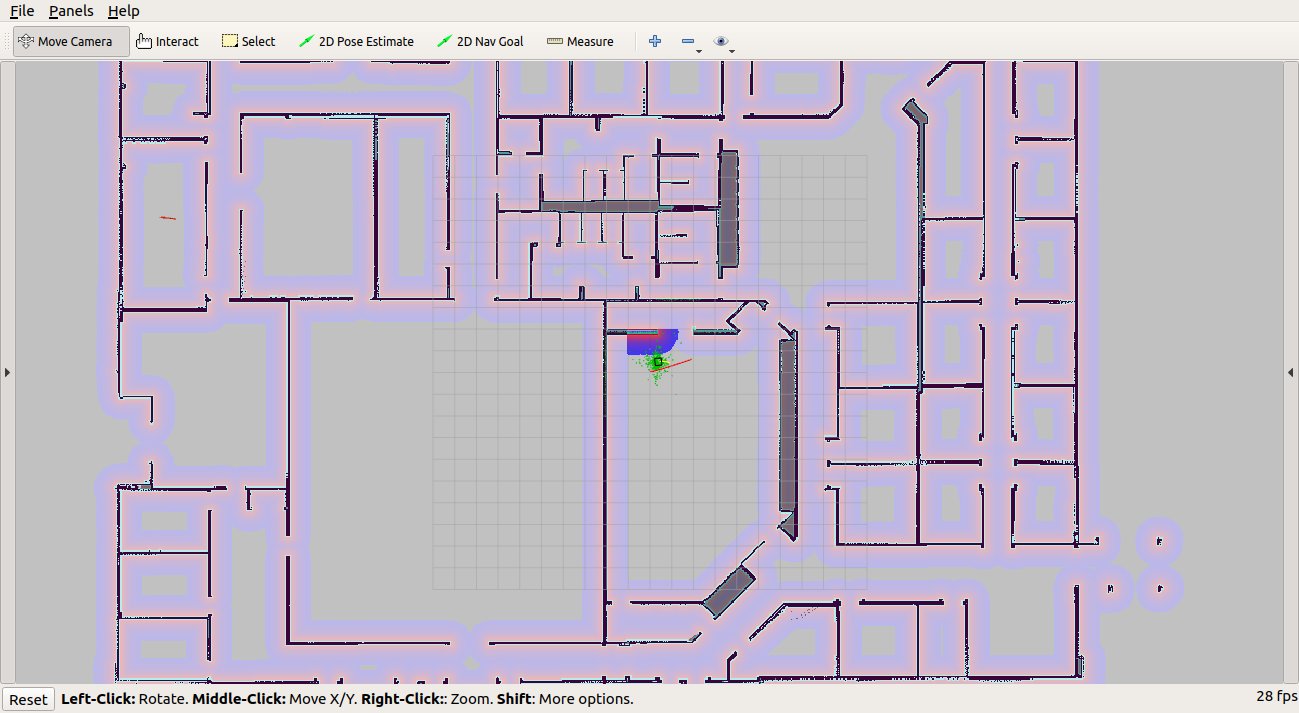 File Panels Help
Move Camera Interact Select 2D Pose Estimate 2D Nav Goal Measure
Reset Left-Click: Rotate. Middle-Click: Move X/Y. Right-Click:: Zoom. Shift: More options. 28 fps